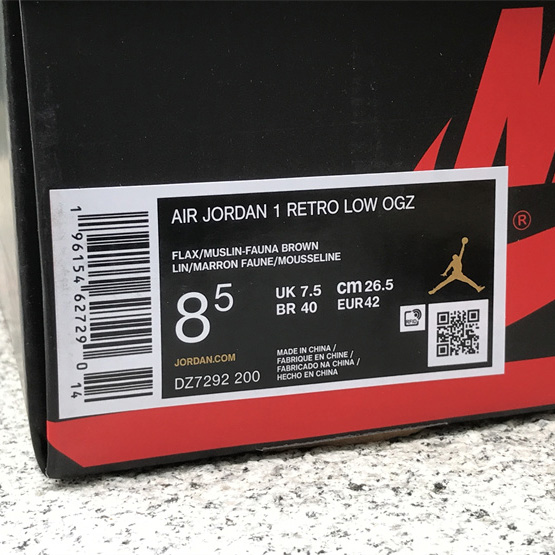 AIR JORDAN 1 RETRO LOW OGZ
FLAX/MUSLIN-FAUNA BROWN
LIN/MARRON FAUNE/MOUSSELINE
8⁵
UK 7.5 cm 26.5
BR 40 EUR 42
JORDAN.COM
DZ7292 200
MADE IN CHINA /
FABRIQUE EN CHINE /
FABRICADO NA CHINA /
HECHO EN CHINA
1 96154 62729 0 14
®